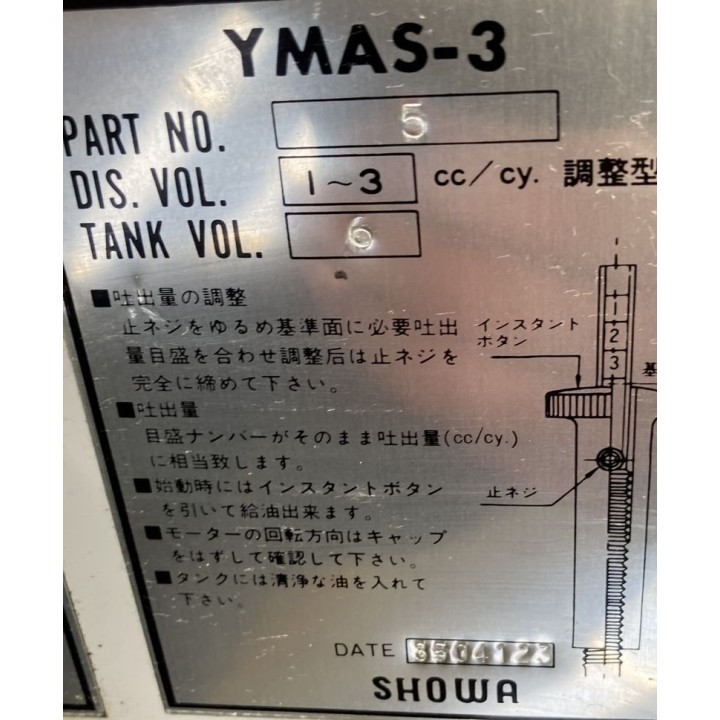 YMAS-3
PART NO. 5
DIS. VOL. 1~3 cc/cy. 調整型
TANK VOL. 6
■吐出量の調整
止ネジをゆるめ基準面に必要吐出
量目盛を合わせ調整后は止ネジを
完全に締めて下さい。
■吐出量
目盛ナンバーがそのまま吐出量(cc/cy.)
に相当致します。
■始動時にはインスタントボタン
を引いて給油出来ます。
■モーターの回転方向はキャップ
をはずして確認して下さい。
■タンクには清浄な油を入れて
下さい。
インスタント
ボタン
1
2
3
基
止ネジ
DATE
SHOWA